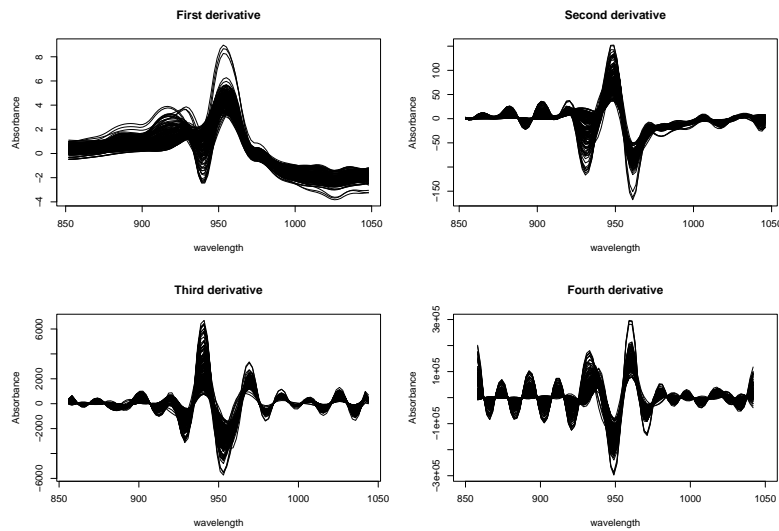 First derivative
Absorbance
8
6
4
2
0
−2
−4
850
900
950
1000
1050
wavelength
Second derivative
Absorbance
100
50
0
−50
−150
850
900
950
1000
1050
wavelength
Third derivative
Absorbance
6000
2000
0
−2000
−6000
850
900
950
1000
1050
wavelength
Fourth derivative
Absorbance
3e+05
1e+05
−1e+05
−3e+05
850
900
950
1000
1050
wavelength